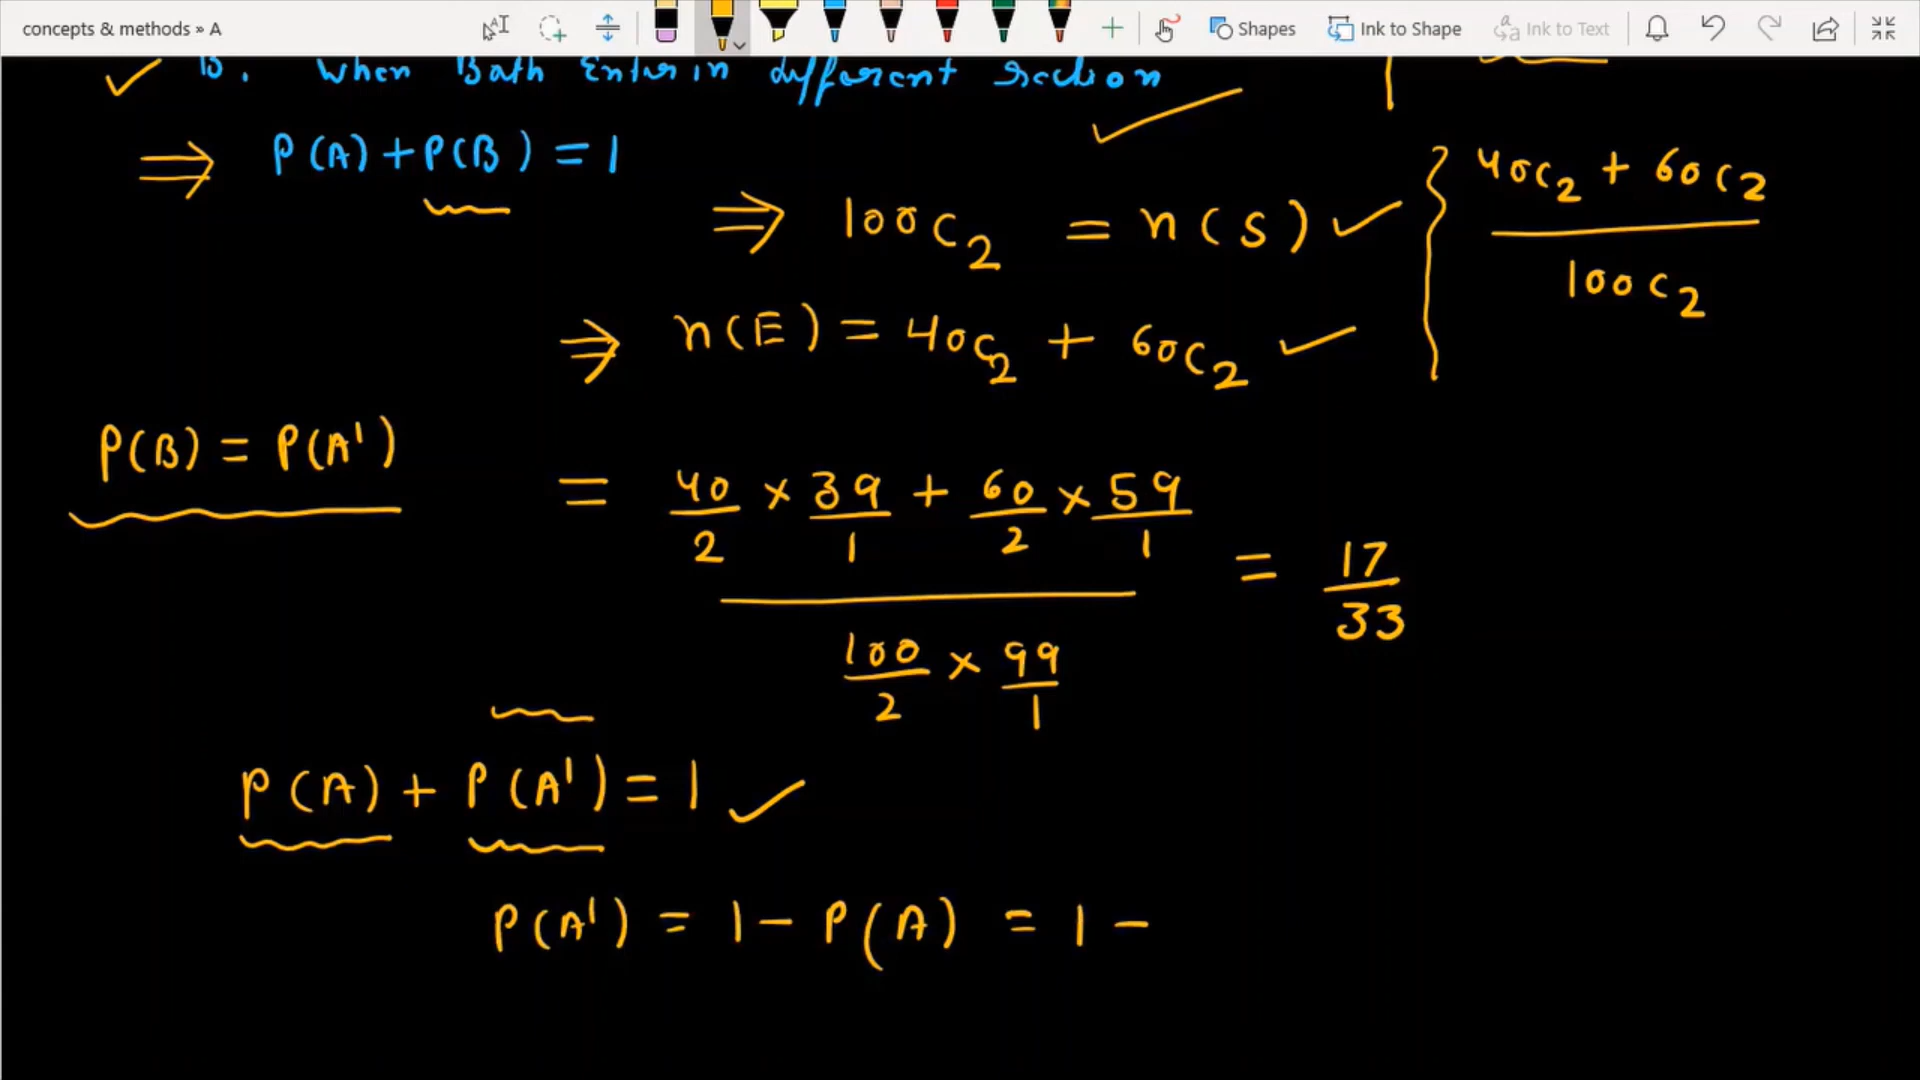 concepts & methods » A
Shapes
Ink to Shape
Ink to Text
B. When Both Enter in different section
⇒ P(A) + P(B) = 1
⇒ 100C2 = n(S)
40C2 + 60C2
100C2
⇒ n(E) = 40C2 + 60C2
P(B) = P(A')
= 40/2 × 39/1 + 60/2 × 59/1
100/2 × 99/1
= 17/33
P(A) + P(A') = 1
P(A') = 1 - P(A) = 1 -